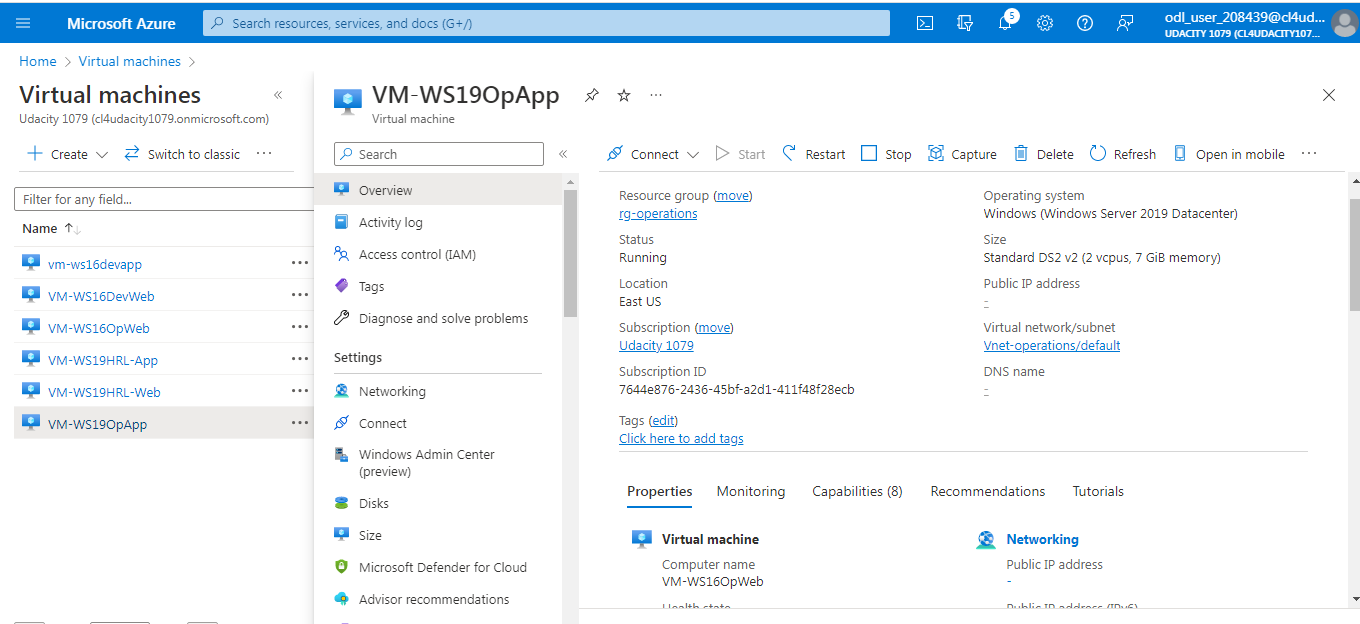 Microsoft Azure
Search resources, services, and docs (G+/)
5
odl_user_208439@cl4ud...
UDACITY 1079 (CL4UDACITY107...
Home > Virtual machines >
Virtual machines
«
Udacity 1079 (cl4udacity1079.onmicrosoft.com)
Create
Switch to classic
...
Filter for any field...
Name
vm-ws16devapp
...
VM-WS16DevWeb
...
VM-WS16OpWeb
...
VM-WS19HRL-App
...
VM-WS19HRL-Web
...
VM-WS19OpApp
...
VM-WS19OpApp
...
Virtual machine
Search
«
Overview
Activity log
Access control (IAM)
Tags
Diagnose and solve problems
Settings
Networking
Connect
Windows Admin Center
(preview)
Disks
Size
Microsoft Defender for Cloud
Advisor recommendations
Connect
Start
Restart
Stop
Capture
Delete
Refresh
Open in mobile
...
Resource group (move)
rg-operations
Status
Running
Location
East US
Subscription (move)
Udacity 1079
Subscription ID
7644e876-2436-45bf-a2d1-411f48f28ecb
Tags (edit)
Click here to add tags
Operating system
Windows (Windows Server 2019 Datacenter)
Size
Standard DS2 v2 (2 vcpus, 7 GiB memory)
Public IP address
-
Virtual network/subnet
Vnet-operations/default
DNS name
-
Properties
Monitoring
Capabilities (8)
Recommendations
Tutorials
Virtual machine
Computer name
VM-WS16OpWeb
Health state
Networking
Public IP address
-
Public IP address (IPv6)